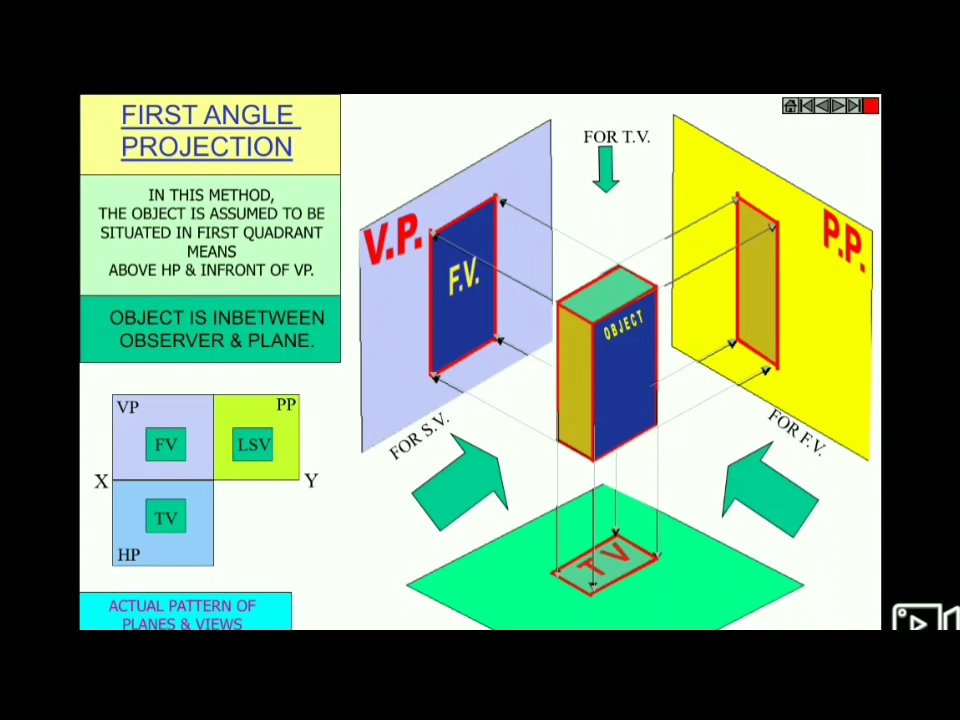 FIRST ANGLE
PROJECTION
IN THIS METHOD,
THE OBJECT IS ASSUMED TO BE
SITUATED IN FIRST QUADRANT
MEANS
ABOVE HP & INFRONT OF VP.
OBJECT IS INBETWEEN
OBSERVER & PLANE.
VP
PP
FV
LSV
X
Y
TV
HP
ACTUAL PATTERN OF
PLANES & VIEWS
FOR T.V.
V.P.
P.P.
F.V.
OBJECT
FOR S.V.
FOR F.V.
TV